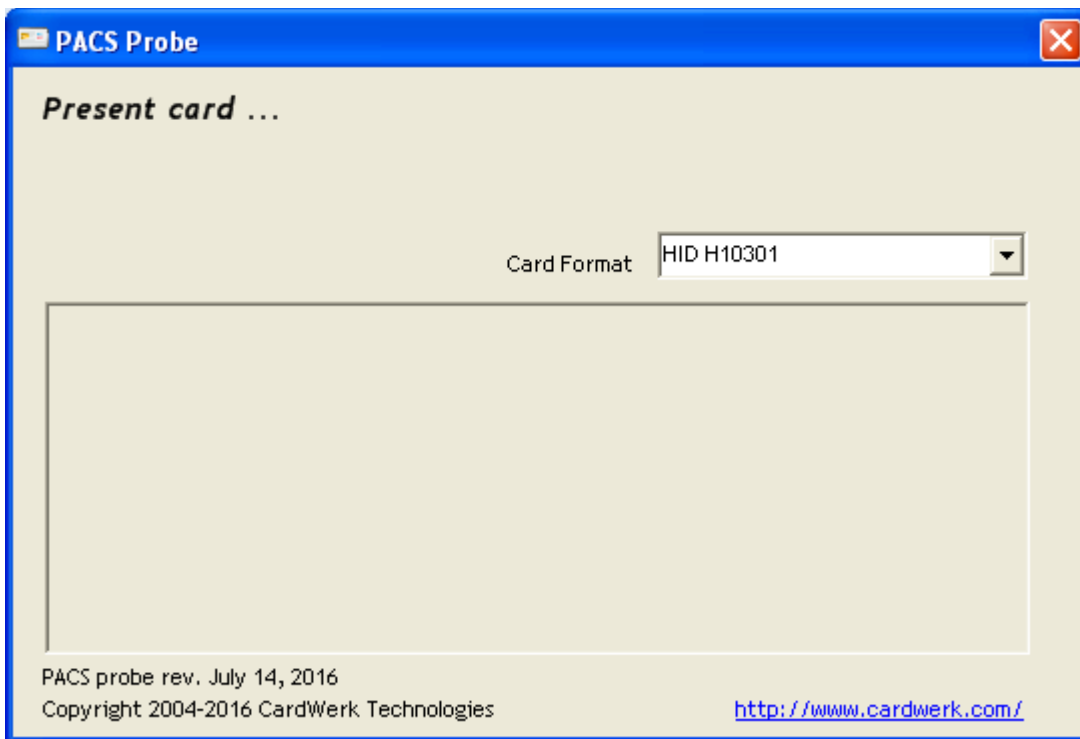 PACS Probe
Present card ...
Card Format
HID H10301
PACS probe rev. July 14, 2016
Copyright 2004-2016 CardWerk Technologies
http://www.cardwerk.com/